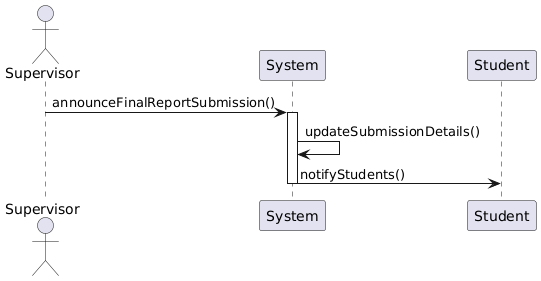 Supervisor
System
Student
announceFinalReportSubmission()
updateSubmissionDetails()
notifyStudents()
Supervisor
System
Student